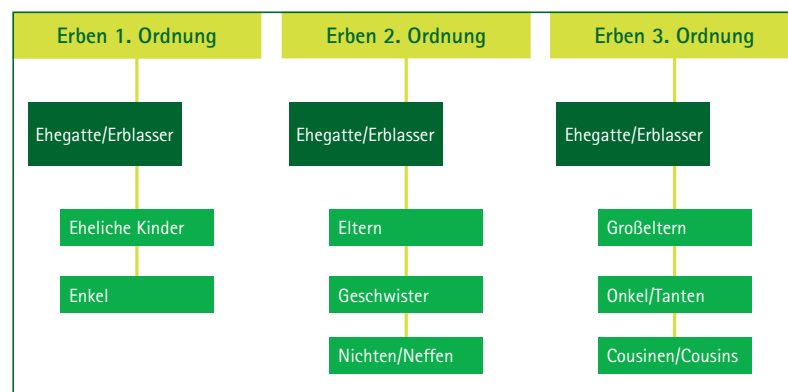 Erben 1. Ordnung
Ehegatte/Erblasser
Eheliche Kinder
Enkel
Erben 2. Ordnung
Ehegatte/Erblasser
Eltern
Geschwister
Nichten/Neffen
Erben 3. Ordnung
Ehegatte/Erblasser
Großeltern
Onkel/Tanten
Cousinen/Cousins